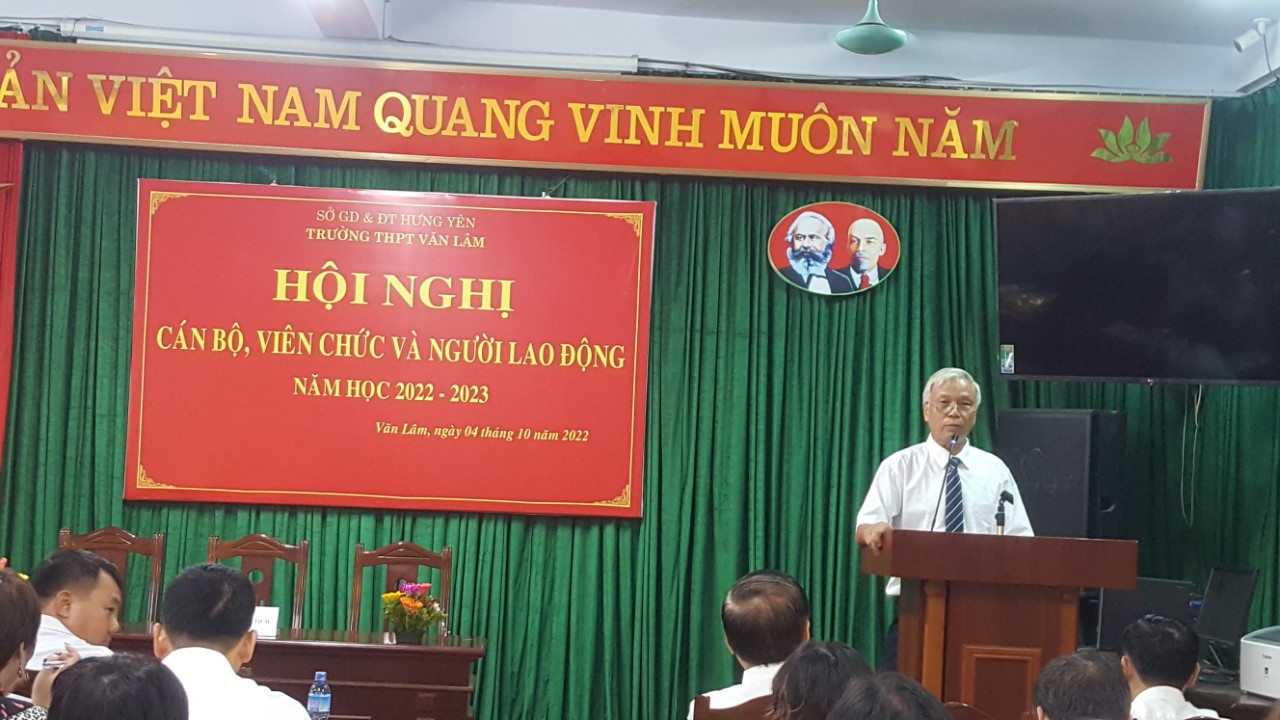 ẢN VIỆT NAM QUANG VINH MUÔN NĂM
SỞ GD & ĐT HƯNG YÊN
TRƯỜNG THPT VĂN LÂM
HỘI NGHỊ
CÁN BỘ, VIÊN CHỨC VÀ NGƯỜI LAO ĐỘNG
NĂM HỌC 2022 - 2023
Văn Lâm, ngày 04 tháng 10 năm 2022